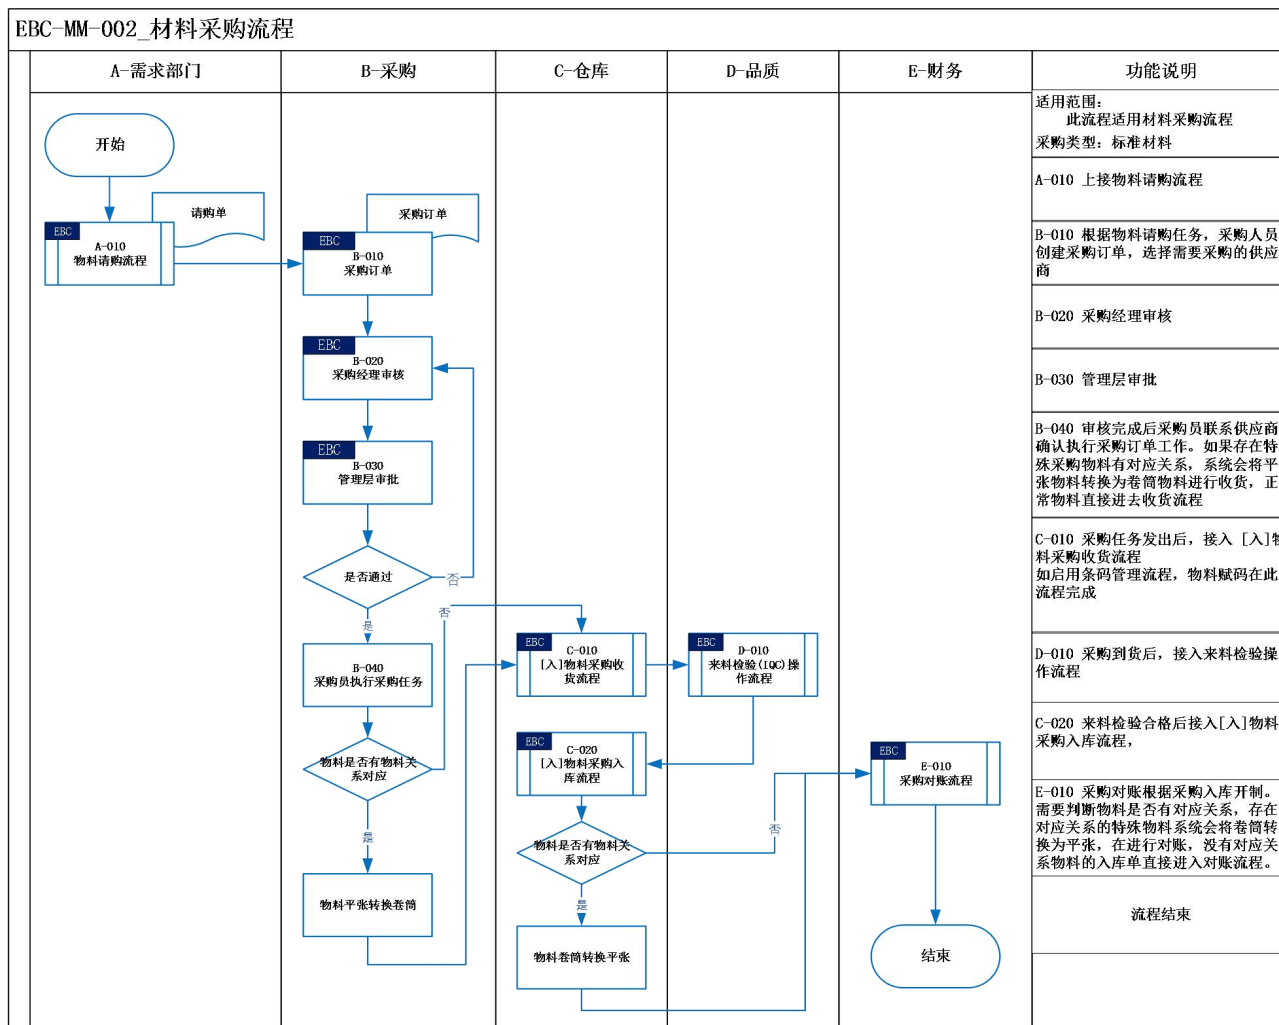 EBC-MM-002_材料采购流程
A-需求部门
B-采购
C-仓库
D-品质
E-财务
功能说明
开始
请购单
EBC
A-010
物料请购流程
采购订单
EBC
B-010
采购订单
EBC
B-020
采购经理审核
EBC
B-030
管理层审批
是否通过
否
是
B-040
采购员执行采购任务
物料是否有物料关
系对应
否
是
物料平张转换卷筒
EBC
C-010
[入]物料采购收
货流程
EBC
D-010
来料检验(IQC)操
作流程
EBC
C-020
[入]物料采购入
库流程
物料是否有物料关
系对应
否
是
物料卷筒转换平张
EBC
E-010
采购对账流程
结束
适用范围：
此流程适用材料采购流程
采购类型：标准材料
A-010 上接物料请购流程
B-010 根据物料请购任务，采购人员
创建采购订单，选择需要采购的供应
商
B-020 采购经理审核
B-030 管理层审批
B-040 审核完成后采购员联系供应商
确认执行采购订单工作。如果存在特
殊采购物料有对应关系，系统会将平
张物料转换为卷筒物料进行收货，正
常物料直接进去收货流程
C-010 采购任务发出后，接入 [入]物
料采购收货流程
如启用条码管理流程，物料赋码在此
流程完成
D-010 采购到货后，接入来料检验操
作流程
C-020 来料检验合格后接入[入]物料
采购入库流程，
E-010 采购对账根据采购入库开制。
需要判断物料是否有对应关系，存在
对应关系的特殊物料系统会将卷筒转
换为平张，在进行对账，没有对应关
系物料的入库单直接进入对账流程。
流程结束